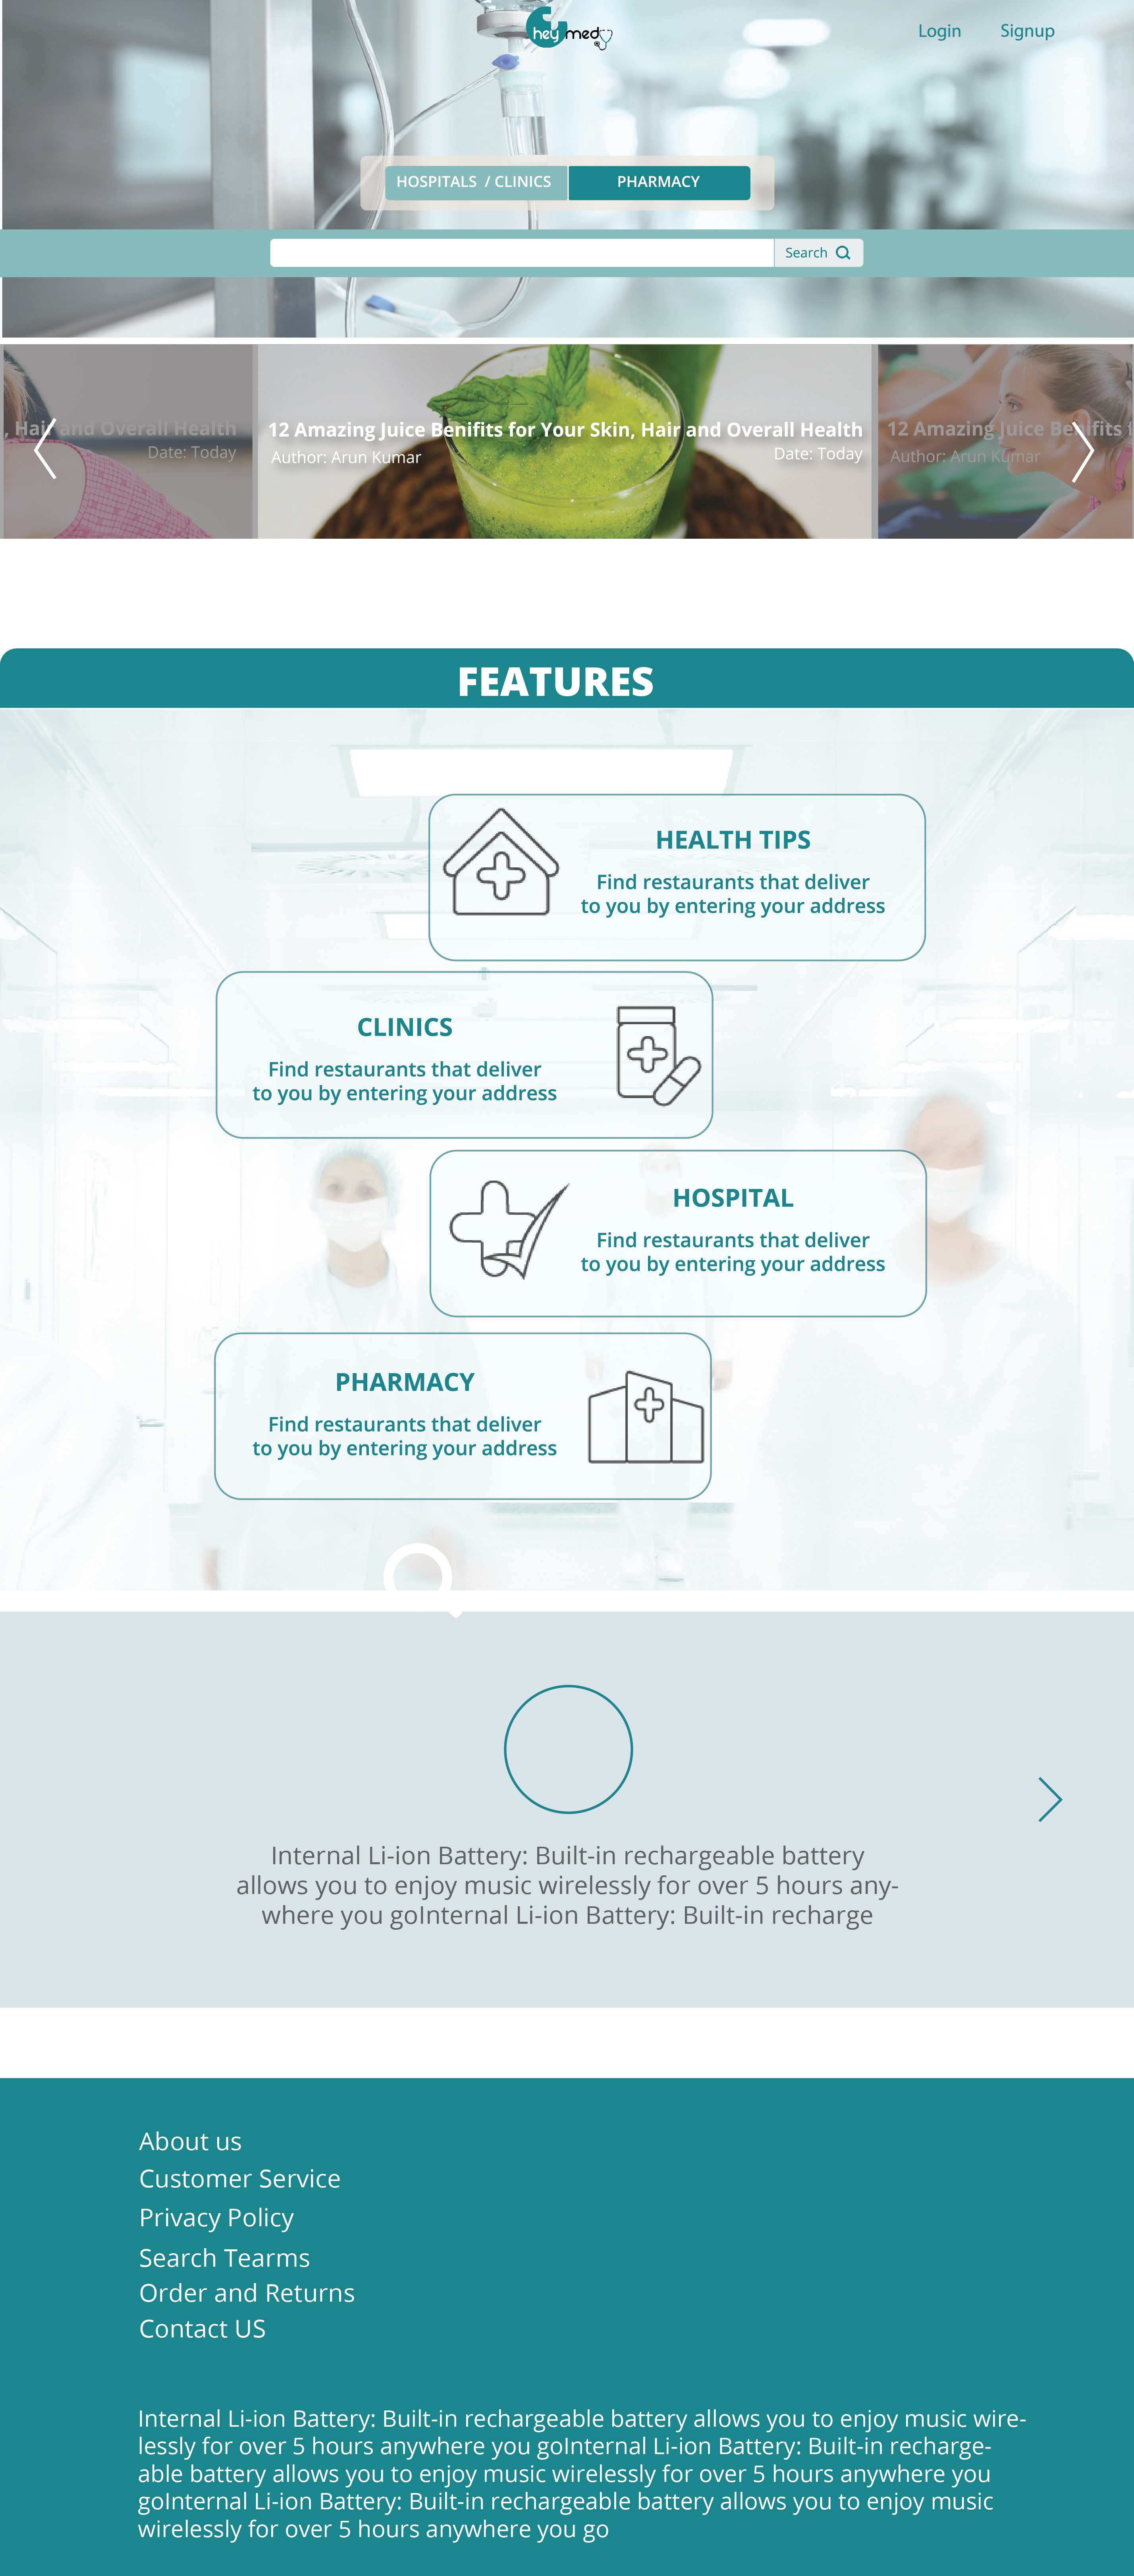 hey med
Login
Signup
HOSPITALS / CLINICS
PHARMACY
Search
, Hair and Overall Health
Date: Today
12 Amazing Juice Benifits for Your Skin, Hair and Overall Health
Author: Arun Kumar
Date: Today
12 Amazing Juice Benifits f
Author: Arun Kumar
FEATURES
HEALTH TIPS
Find restaurants that deliver
to you by entering your address
CLINICS
Find restaurants that deliver
to you by entering your address
HOSPITAL
Find restaurants that deliver
to you by entering your address
PHARMACY
Find restaurants that deliver
to you by entering your address
Internal Li-ion Battery: Built-in rechargeable battery
allows you to enjoy music wirelessly for over 5 hours any-
where you goInternal Li-ion Battery: Built-in recharge
About us
Customer Service
Privacy Policy
Search Tearms
Order and Returns
Contact US
Internal Li-ion Battery: Built-in rechargeable battery allows you to enjoy music wire-
lessly for over 5 hours anywhere you goInternal Li-ion Battery: Built-in recharge-
able battery allows you to enjoy music wirelessly for over 5 hours anywhere you
goInternal Li-ion Battery: Built-in rechargeable battery allows you to enjoy music
wirelessly for over 5 hours anywhere you go